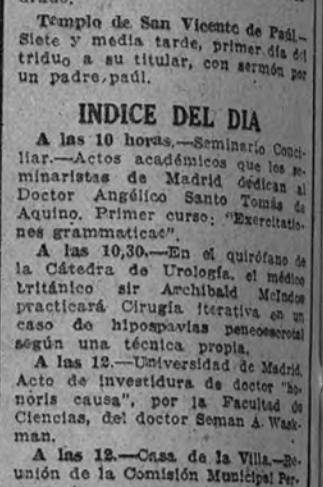 Templo de San Vicente de Paúl.—
Siete y media tarde, primer día del
triduo a su titular, con sermón por
un padre paúl.
INDICE DEL DIA
A las 10 horas.—Seminario Conci-
liar.—Actos académicos que los se-
minaristas de Madrid dedican al
Doctor Angélico Santo Tomás de
Aquino. Primer curso: "Exercitatio-
nes grammaticae".
A las 10,30.—En el quirófano de
la Cátedra de Urología, el médico
británico sir Archibald McIndoe
practicará Cirugía iterativa en un
caso de hipospavias peneoescrotal
según una técnica propia.
A las 12.—Universidad de Madrid.
Acto de investidura de doctor "ho-
nóris causa", por la Facultad de
Ciencias, del doctor Seman A. Waks-
man.
A las 12.—Casa de la Villa.—Re-
unión de la Comisión Municipal Per-